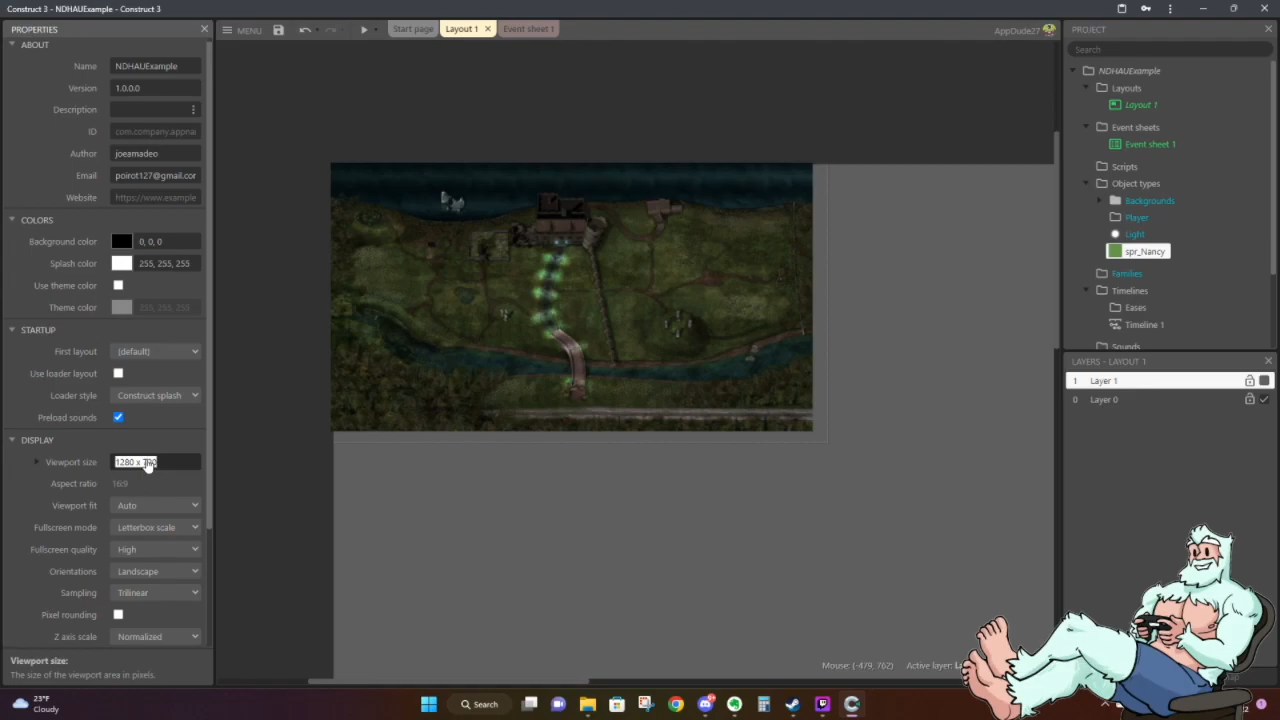 Construct 3 - NDHAUExample - Construct 3
PROPERTIES
ABOUT
Name NDHAUExample
Version 1.0.0.0
Description
ID com.company.appnai
Author joeamadeo
Email poirot127@gmail.cor
Website https://www.example
COLORS
Background color 0, 0, 0
Splash color 255, 255, 255
Use theme color
Theme color 255, 255, 255
STARTUP
First layout (default)
Use loader layout
Loader style Construct splash
Preload sounds
DISPLAY
Viewport size 1280 x
Aspect ratio 16:9
Viewport fit Auto
Fullscreen mode Letterbox scale
Fullscreen quality High
Orientations Landscape
Sampling Trilinear
Pixel rounding
Z axis scale Normalized
Viewport size:
The size of the viewport area in pixels.
MENU
Start page
Layout 1
Event sheet 1
AppDude27
Mouse: (-479, 762) Active layer:
PROJECT
Search
NDHAUExample
Layouts
Layout 1
Event sheets
Event sheet 1
Scripts
Object types
Backgrounds
Player
Light
spr_Nancy
Families
Timelines
Eases
Timeline 1
Sounds
LAYERS - LAYOUT 1
1 Layer 1
0 Layer 0
23°F
Cloudy
Search